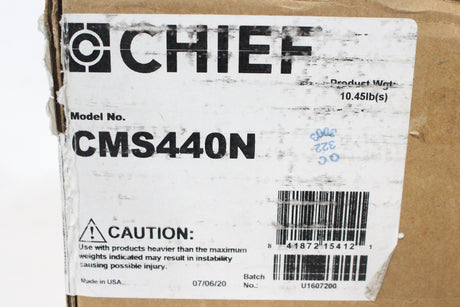 CHIEF
Product Wgt:
10.45lb(s)
Model No.
CMS440N
QC
322
CAUTION:
Use with products heavier than the maximum
weights indicated may result in instability
causing possible injury.
8 41872 15412 1
Made in USA
07/06/20
Batch
No.:
U1607200